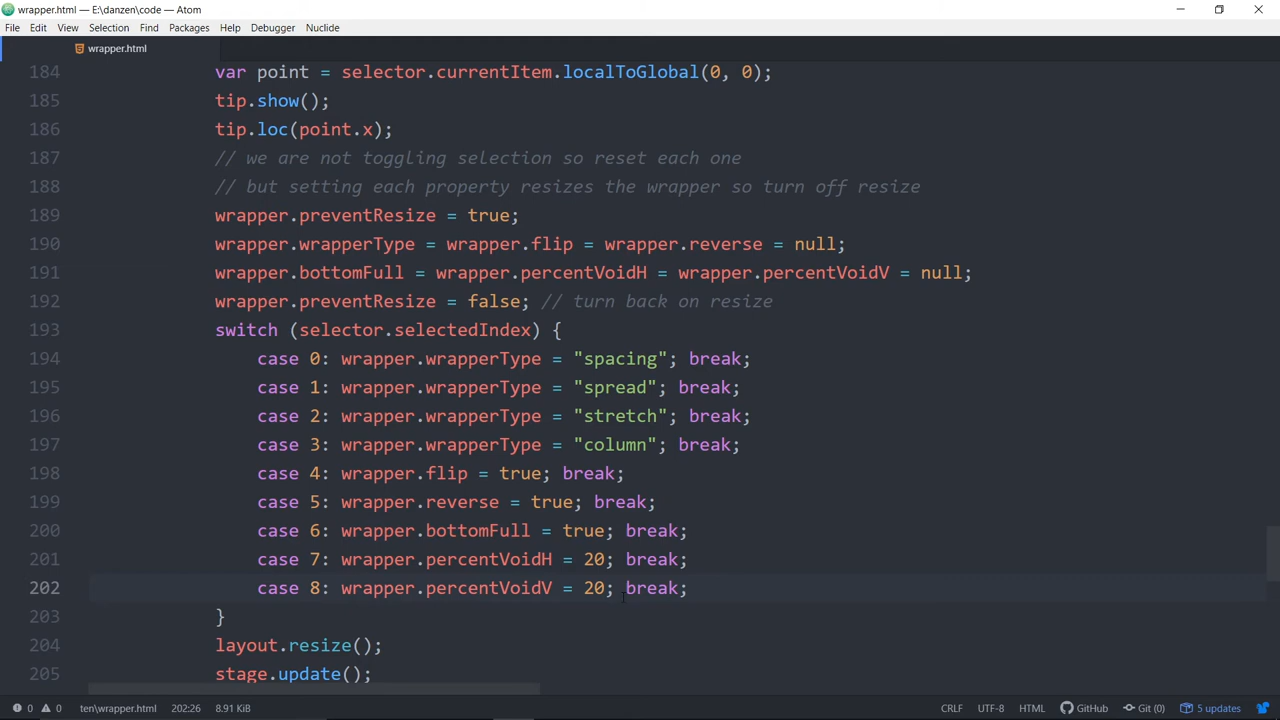 wrapper.html — E:\danzen\code — Atom
File Edit View Selection Find Packages Help Debugger Nuclide
wrapper.html
184 var point = selector.currentItem.localToGlobal(0, 0);
185 tip.show();
186 tip.loc(point.x);
187 // we are not toggling selection so reset each one
188 // but setting each property resizes the wrapper so turn off resize
189 wrapper.preventResize = true;
190 wrapper.wrapperType = wrapper.flip = wrapper.reverse = null;
191 wrapper.bottomFull = wrapper.percentVoidH = wrapper.percentVoidV = null;
192 wrapper.preventResize = false; // turn back on resize
193 switch (selector.selectedIndex) {
194 case 0: wrapper.wrapperType = "spacing"; break;
195 case 1: wrapper.wrapperType = "spread"; break;
196 case 2: wrapper.wrapperType = "stretch"; break;
197 case 3: wrapper.wrapperType = "column"; break;
198 case 4: wrapper.flip = true; break;
199 case 5: wrapper.reverse = true; break;
200 case 6: wrapper.bottomFull = true; break;
201 case 7: wrapper.percentVoidH = 20; break;
202 case 8: wrapper.percentVoidV = 20; break;
203 }
204 layout.resize();
205 stage.update();
0 0 ten\wrapper.html 202:26 8.91 KiB CRLF UTF-8 HTML GitHub Git (0) 5 updates